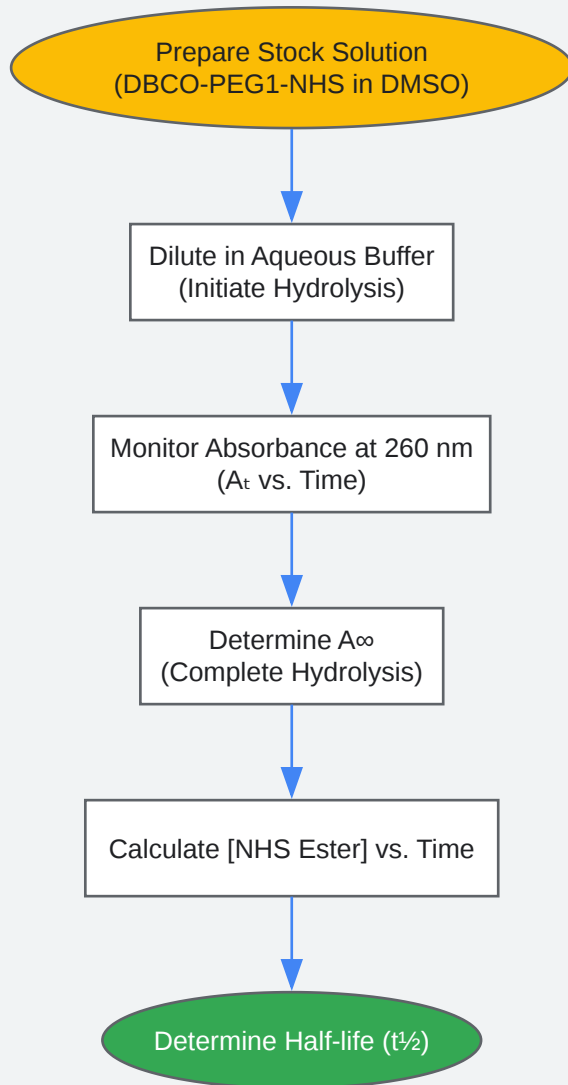 Prepare Stock Solution
(DBCO-PEG1-NHS in DMSO)
Dilute in Aqueous Buffer
(Initiate Hydrolysis)
Monitor Absorbance at 260 nm
(Aₜ vs. Time)
Determine A∞
(Complete Hydrolysis)
Calculate [NHS Ester] vs. Time
Determine Half-life (t½)